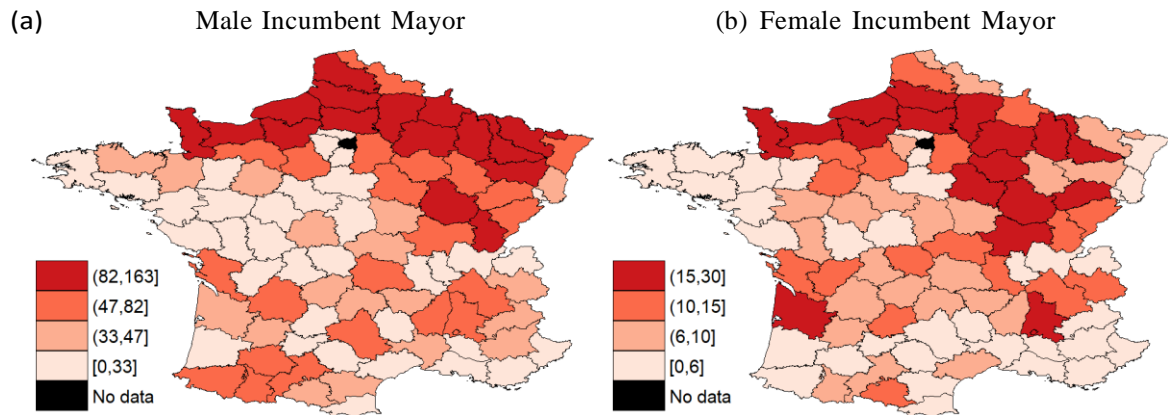 (a) Male Incumbent Mayor
(82,163]
(47,82]
(33,47]
[0,33]
No data
(b) Female Incumbent Mayor
(15,30]
(10,15]
(6,10]
[0,6]
No data